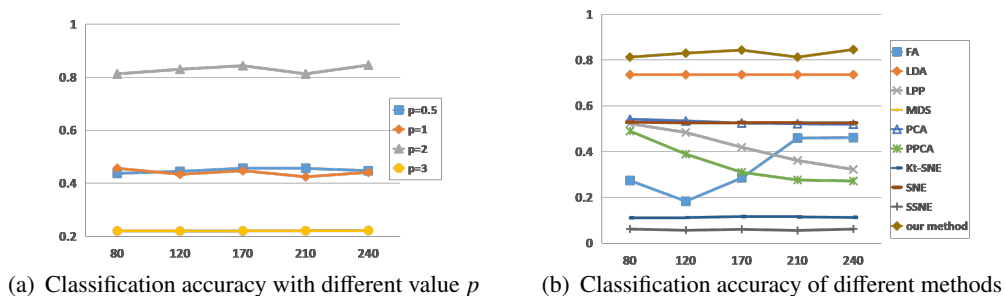 1
0.8
0.6
0.4
0.2
80 120 170 210 240
p=0.5
p=1
p=2
p=3
(a) Classification accuracy with different value p
1
0.8
0.6
0.4
0.2
0
80 120 170 210 240
FA
LDA
LPP
MDS
PCA
PPCA
Kt-SNE
SNE
SSNE
our method
(b) Classification accuracy of different methods